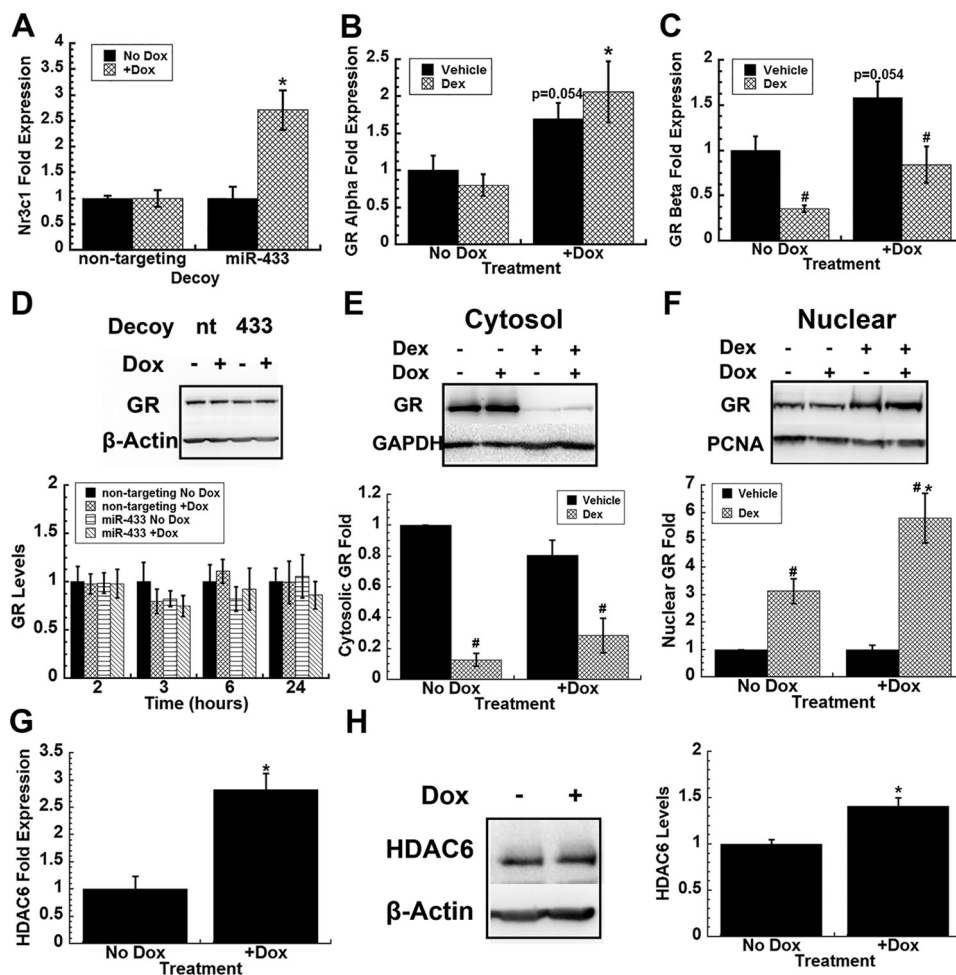 A
Nr3c1 Fold Expression
4
3.5
3
2.5
2
1.5
1
0.5
0
No Dox
+Dox
*
non-targeting miR-433
Decoy
B
GR Alpha Fold Expression
2.5
2
1.5
1
0.5
0
Vehicle
Dex
p=0.054
*
No Dox +Dox
Treatment
C
GR Beta Fold Expression
2
1.5
1
0.5
0
Vehicle
Dex
p=0.054
#
#
No Dox +Dox
Treatment
D
Decoy nt 433
Dox - + - +
GR
β-Actin
GR Levels
2
1.5
1
0.5
0
non-targeting No Dox
non-targeting +Dox
miR-433 No Dox
miR-433 +Dox
2 3 6 24
Time (hours)
E
Cytosol
Dex - - + +
Dox - + - +
GR
GAPDH
Cytosolic GR Fold
1.2
1
0.8
0.6
0.4
0.2
0
Vehicle
Dex
#
#
No Dox +Dox
Treatment
F
Nuclear
Dex - - + +
Dox - + - +
GR
PCNA
Nuclear GR Fold
7
6
5
4
3
2
1
0
Vehicle
Dex
#
# *
No Dox +Dox
Treatment
G
HDAC6 Fold Expression
3.5
3
2.5
2
1.5
1
0.5
0
*
No Dox +Dox
Treatment
H
Dox - +
HDAC6
β-Actin
HDAC6 Levels
2
1.5
1
0.5
0
*
No Dox +Dox
Treatment